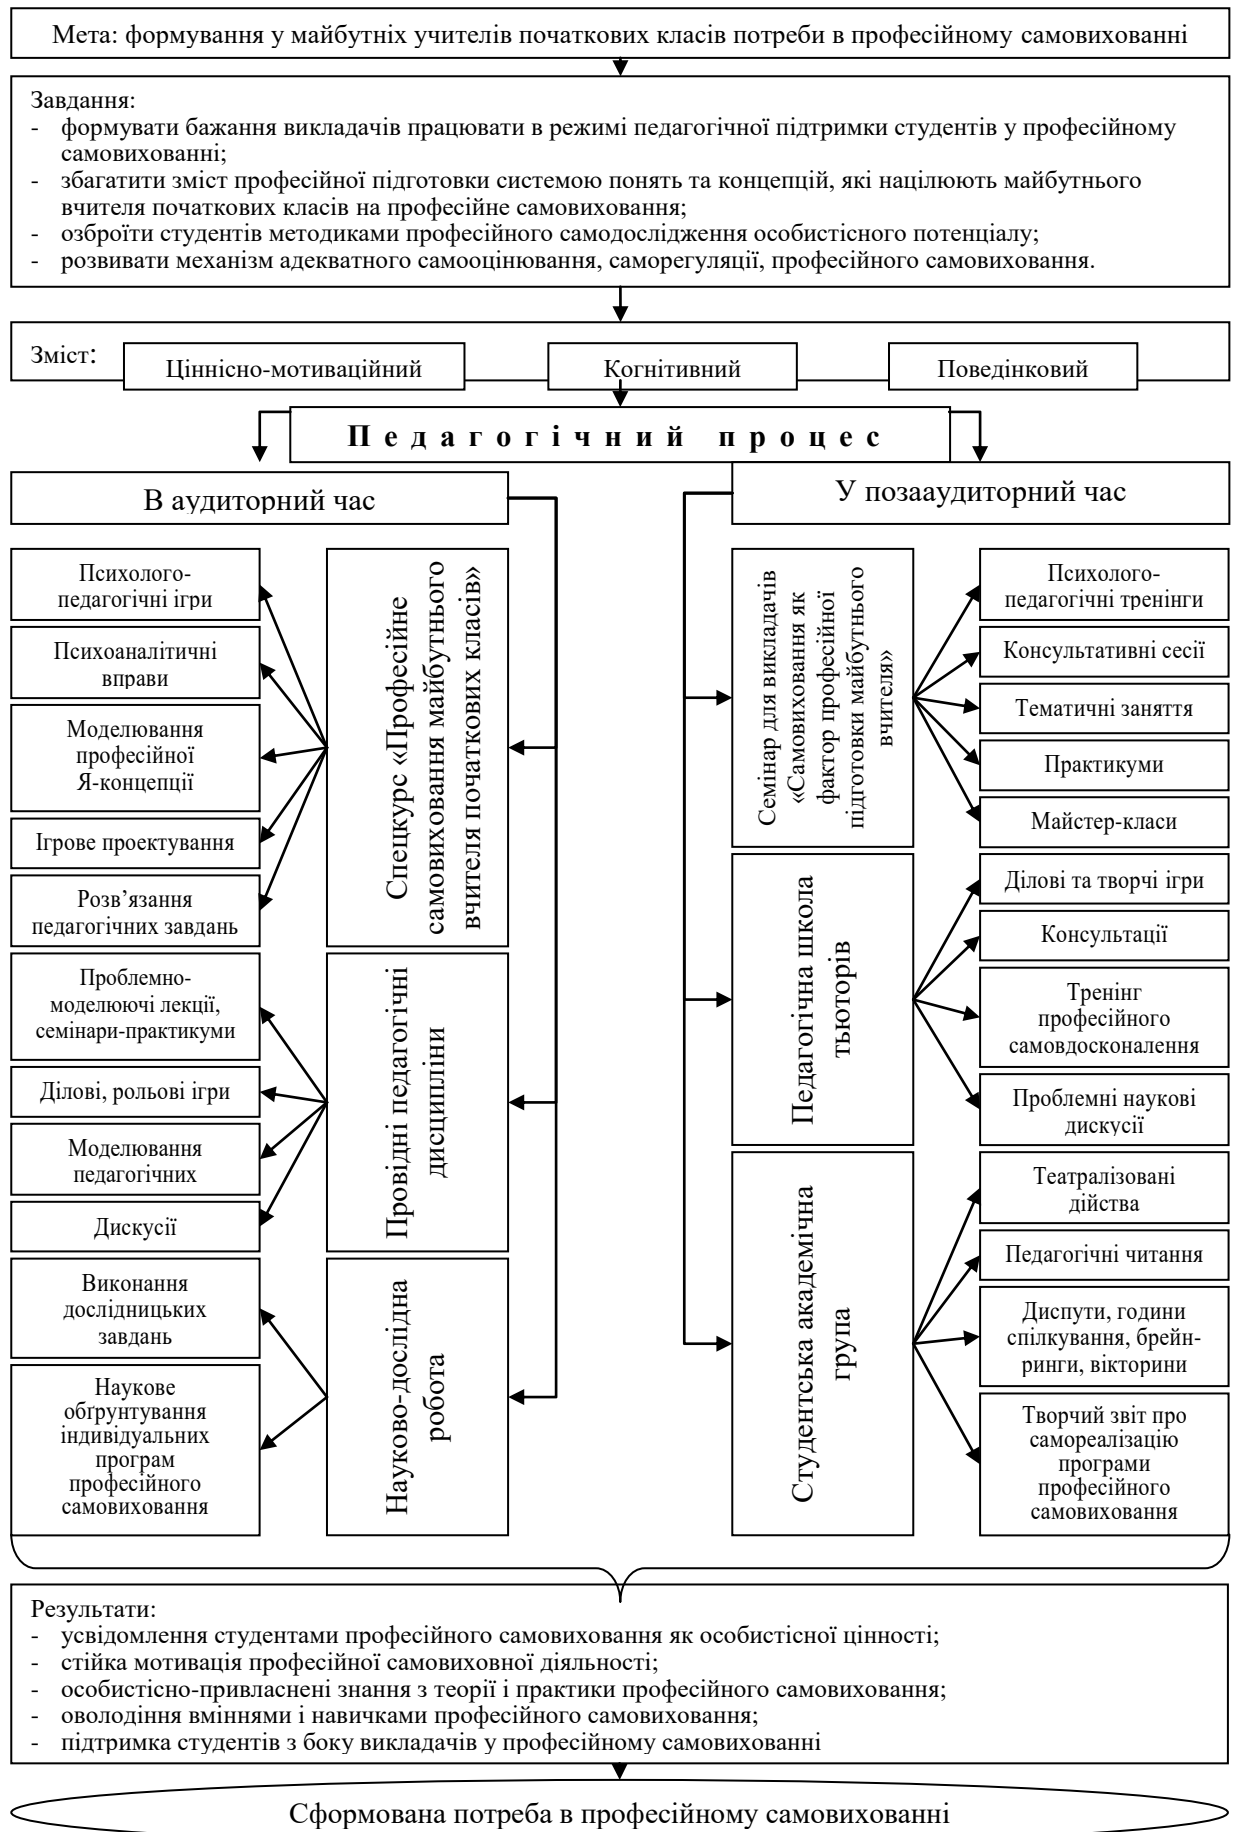 Мета: формування у майбутніх учителів початкових класів потреби в професійному самовихованні
Завдання:
- формувати бажання викладачів працювати в режимі педагогічної підтримки студентів у професійному
самовихованні;
- збагатити зміст професійної підготовки системою понять та концепцій, які націлюють майбутнього
вчителя початкових класів на професійне самовиховання;
- озброїти студентів методиками професійного самодослідження особистісного потенціалу;
- розвивати механізм адекватного самооцінювання, саморегуляції, професійного самовиховання.
Зміст:
Ціннісно-мотиваційний
Когнітивний
Поведінковий
Педагогічний процес
В аудиторний час
Психолого-
педагогічні ігри
Психоаналітичні
вправи
Моделювання
професійної
Я-концепції
Ігрове проектування
Розв’язання
педагогічних завдань
Спецкурс «Професійне
самовиховання майбутнього
вчителя початкових класів»
Проблемно-
моделюючі лекції,
семінари-практикуми
Ділові, рольові ігри
Моделювання
педагогічних
Дискусії
Провідні педагогічні
дисципліни
Виконання
дослідницьких
завдань
Наукове
обґрунтування
індивідуальних
програм
професійного
самовиховання
Науково-дослідна
робота
У позааудиторний час
Семінар для викладачів
«Самовиховання як
фактор професійної
підготовки майбутнього
вчителя»
Психолого-
педагогічні тренінги
Консультативні сесії
Тематичні заняття
Практикуми
Майстер-класи
Педагогічна школа
тьюторів
Ділові та творчі ігри
Консультації
Тренінг
професійного
самовдосконалення
Проблемні наукові
дискусії
Студентська академічна
група
Театралізовані
дійства
Педагогічні читання
Диспути, години
спілкування, брейн-
ринги, вікторини
Творчий звіт про
самореалізацію
програми
професійного
самовиховання
Результати:
- усвідомлення студентами професійного самовиховання як особистісної цінності;
- стійка мотивація професійної самовиховної діяльності;
- особистісно-привласнені знання з теорії і практики професійного самовиховання;
- оволодіння вміннями і навичками професійного самовиховання;
- підтримка студентів з боку викладачів у професійному самовихованні
Сформована потреба в професійному самовихованні